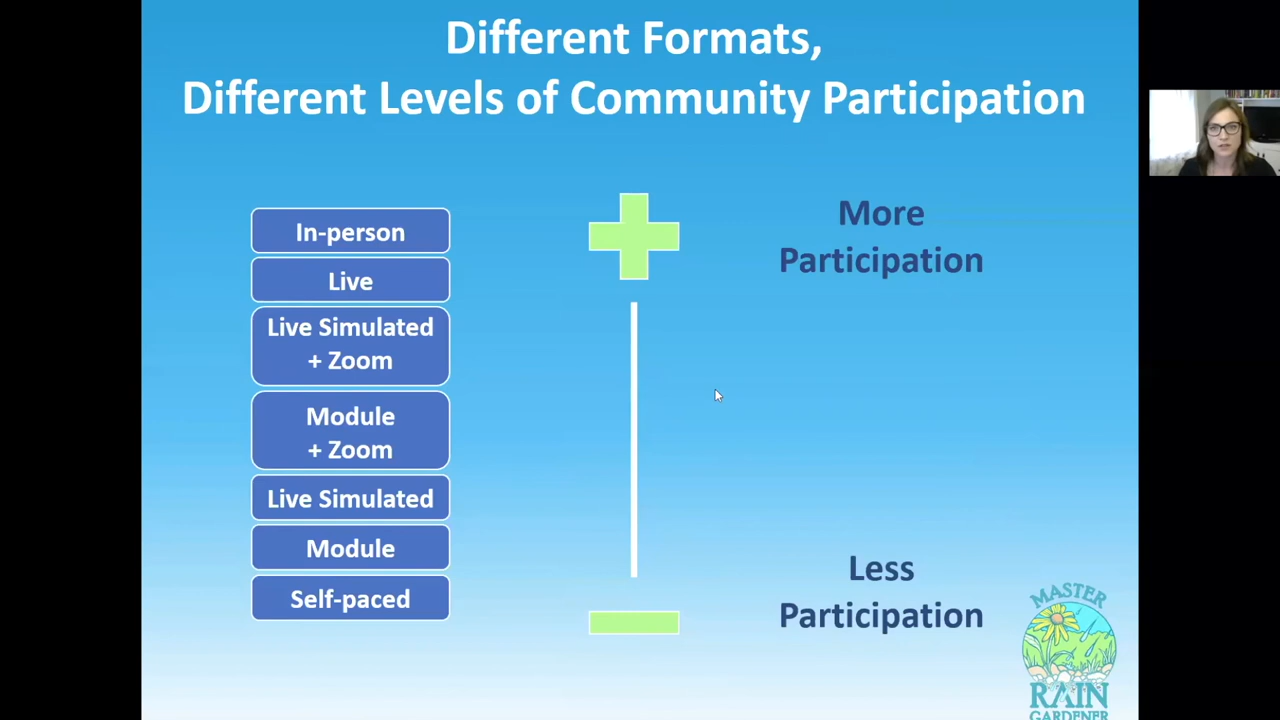 Different Formats,
Different Levels of Community Participation
In-person
Live
Live Simulated
+ Zoom
Module
+ Zoom
Live Simulated
Module
Self-paced
More
Participation
Less
Participation
MASTER
RAIN
GARDENER